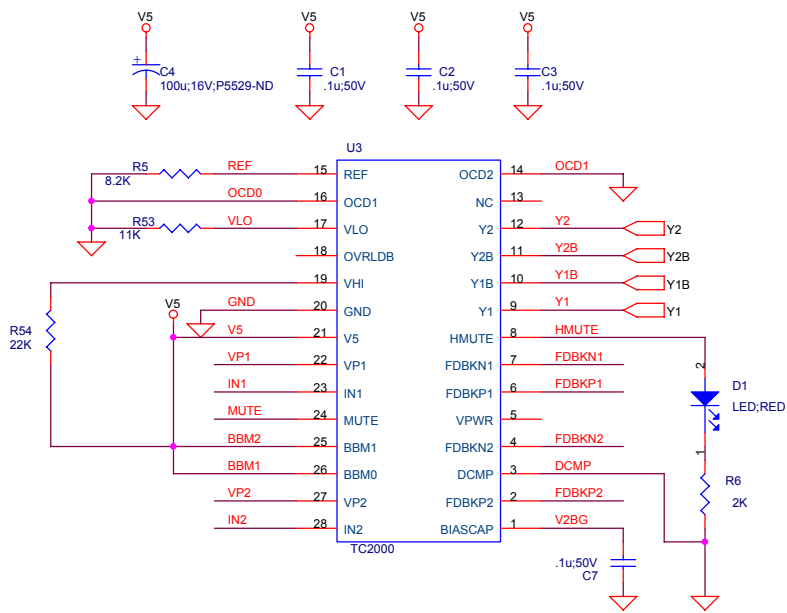 V5
V5
V5
V5
+
C4
100u;16V;P5529-ND
C1
.1u;50V
C2
.1u;50V
C3
.1u;50V
U3
R5
8.2K
REF
15
REF
OCD2
14
OCD1
OCD0
16
OCD1
NC
13
R53
11K
VLO
17
VLO
Y2
12
Y2
Y2
18
OVRLDB
Y2B
11
Y2B
Y2B
19
VHI
Y1B
10
Y1B
Y1B
V5
GND
20
GND
Y1
9
Y1
Y1
R54
22K
V5
21
V5
HMUTE
8
HMUTE
VP1
22
VP1
FDBKN1
7
FDBKN1
2
D1
LED;RED
1
IN1
23
IN1
FDBKP1
6
FDBKP1
MUTE
24
MUTE
VPWR
5
BBM2
25
BBM1
FDBKN2
4
FDBKN2
BBM1
26
BBM0
DCMP
3
DCMP
R6
2K
VP2
27
VP2
FDBKP2
2
FDBKP2
IN2
28
IN2
BIASCAP
1
V2BG
TC2000
.1u;50V
C7